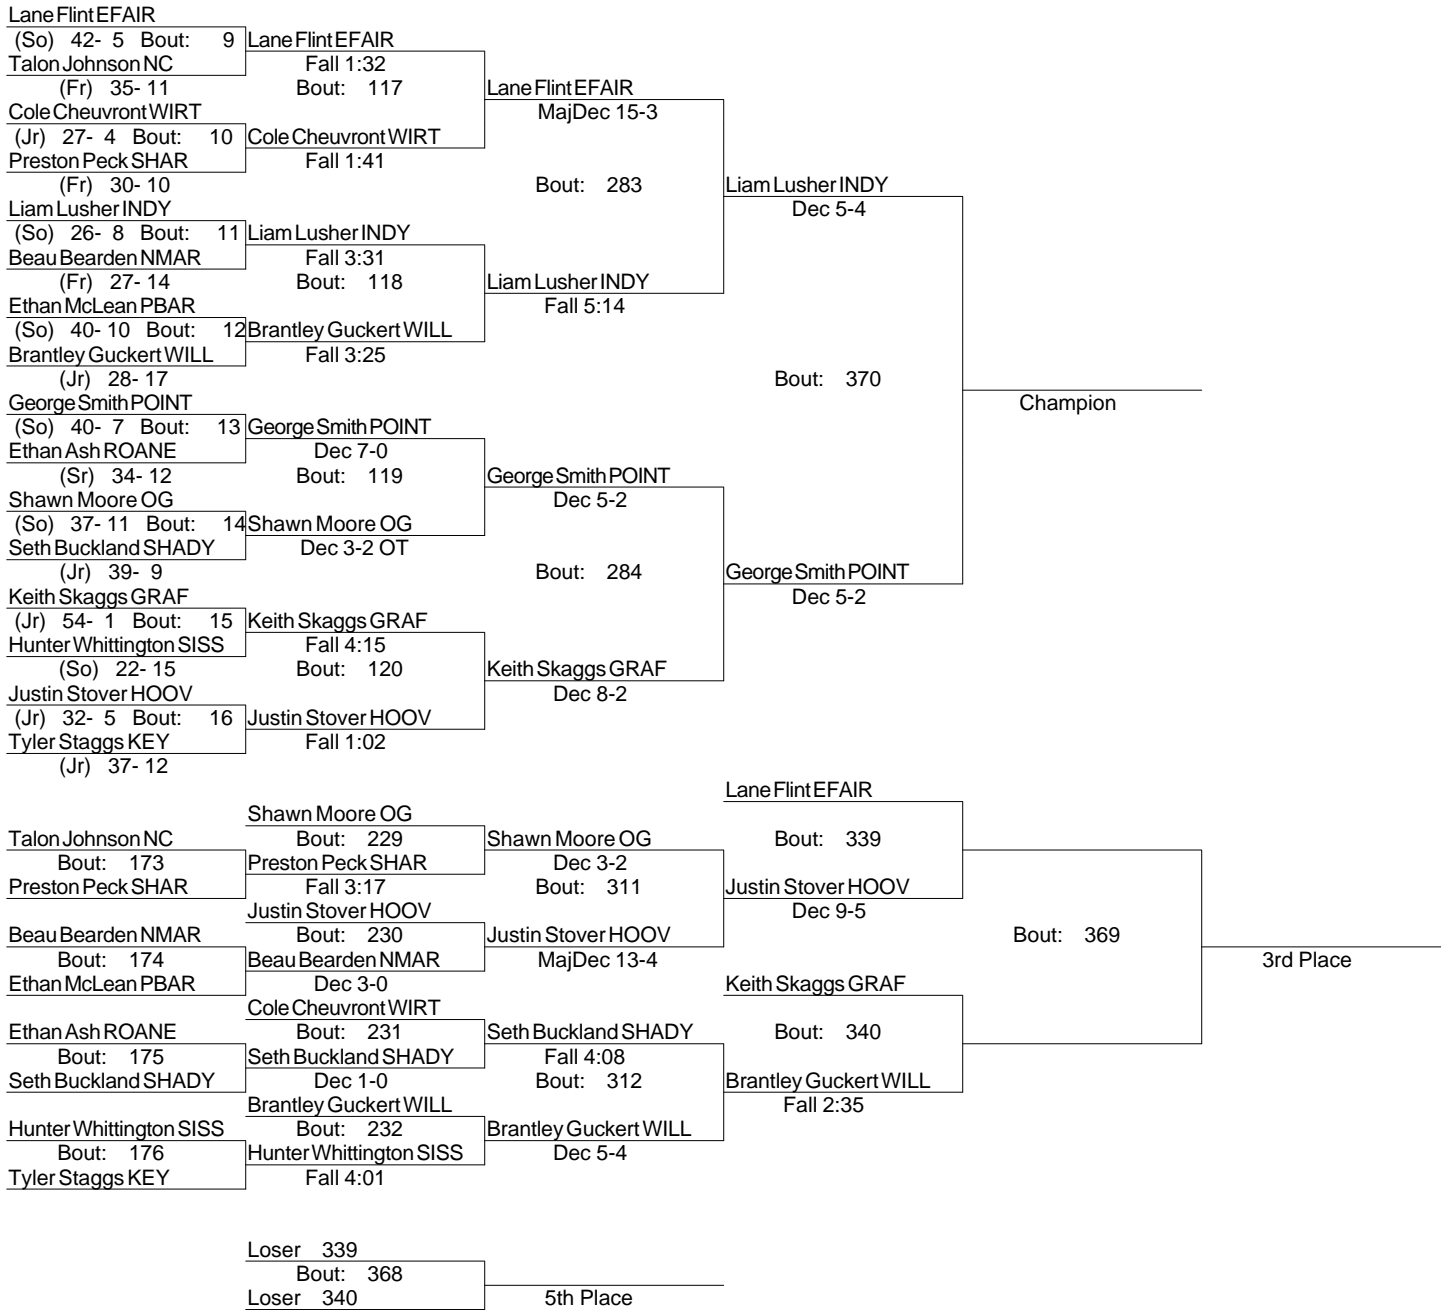 Lane Flint EFAIR
(So) 42- 5 Bout: 9 Lane Flint EFAIR
Talon Johnson NC Fall 1:32
(Fr) 35- 11 Bout: 117 Lane Flint EFAIR
Cole Cheuvront WIRT MajDec 15-3
(Jr) 27- 4 Bout: 10 Cole Cheuvront WIRT
Preston Peck SHAR Fall 1:41
(Fr) 30- 10 Bout: 283 Liam Lusher INDY
Liam Lusher INDY Dec 5-4
(So) 26- 8 Bout: 11 Liam Lusher INDY
Beau Bearden NMAR Fall 3:31
(Fr) 27- 14 Bout: 118 Liam Lusher INDY
Ethan McLean PBAR Fall 5:14
(So) 40- 10 Bout: 12 Brantley Guckert WILL
Brantley Guckert WILL Fall 3:25
(Jr) 28- 17 Bout: 370
George Smith POINT Champion
(So) 40- 7 Bout: 13 George Smith POINT
Ethan Ash ROANE Dec 7-0
(Sr) 34- 12 Bout: 119 George Smith POINT
Shawn Moore OG Dec 5-2
(So) 37- 11 Bout: 14 Shawn Moore OG
Seth Buckland SHADY Dec 3-2 OT
(Jr) 39- 9 Bout: 284 George Smith POINT
Keith Skaggs GRAF Dec 5-2
(Jr) 54- 1 Bout: 15 Keith Skaggs GRAF
Hunter Whittington SISS Fall 4:15
(So) 22- 15 Bout: 120 Keith Skaggs GRAF
Justin Stover HOOV Dec 8-2
(Jr) 32- 5 Bout: 16 Justin Stover HOOV
Tyler Staggs KEY Fall 1:02
(Jr) 37- 12
Lane Flint EFAIR
Shawn Moore OG
Talon Johnson NC Bout: 229 Shawn Moore OG Bout: 339
Bout: 173 Preston Peck SHAR Dec 3-2
Preston Peck SHAR Fall 3:17 Bout: 311 Justin Stover HOOV
Justin Stover HOOV Dec 9-5
Beau Bearden NMAR Bout: 230 Justin Stover HOOV Bout: 369
Bout: 174 Beau Bearden NMAR MajDec 13-4 3rd Place
Ethan McLean PBAR Dec 3-0 Keith Skaggs GRAF
Cole Cheuvront WIRT
Ethan Ash ROANE Bout: 231 Seth Buckland SHADY Bout: 340
Bout: 175 Seth Buckland SHADY Fall 4:08
Seth Buckland SHADY Dec 1-0 Bout: 312 Brantley Guckert WILL
Brantley Guckert WILL Fall 2:35
Hunter Whittington SISS Bout: 232 Brantley Guckert WILL
Bout: 176 Hunter Whittington SISS Dec 5-4
Tyler Staggs KEY Fall 4:01
Loser 339
Bout: 368
Loser 340 5th Place